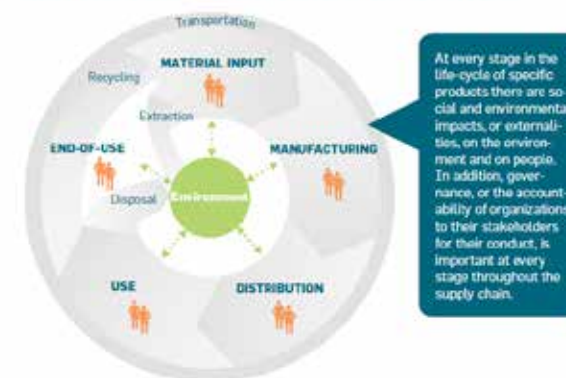 Transportation
MATERIAL INPUT
Recycling
Extraction
END-OF-USE
MANUFACTURING
Disposal
Environment
USE
DISTRIBUTION
At every stage in the
life-cycle of specific
products there are so-
cial and environmental
impacts, or externali-
ties, on the environ-
ment and on people.
In addition, gover-
nance, or the account-
ability of organizations
to their stakeholders
for their conduct, is
important at every
stage throughout the
supply chain.